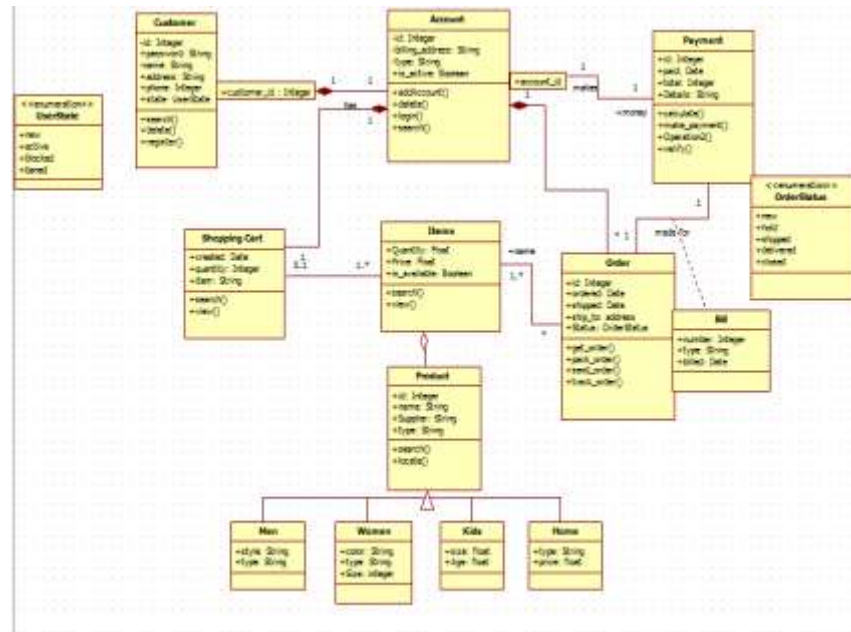 Customer
-id: Integer
+password: String
+name: String
+address: String
+phone: Integer
+state: UserState
+search()
+delete()
+register()
Account
-id: Integer
-billing_address: String
-type: String
+is_active: Boolean
+addAccount()
+delete()
+login()
+search()
Payment
+id: Integer
+paid: Date
+total: Integer
+Details: String
+calculate()
+make_payment()
+Operation2()
+verify()
<<enumeration>>
UserState
+new
+active
+blocked
+customer_id : Integer
1
1
+account_id
1
makes
1
+money
has
1
1
<<enumeration>>
OrderStatus
+new
+hold
+shipped
+delivered
+closed
Shopping Cart
+created: Date
+quantity: Integer
+item: String
+search()
+view()
1
0..1
1..*
Items
+Quantity: Float
+Price: Float
+is_available: Boolean
+search()
+view()
+name
1..*
*
* 1
1
made for
Order
+id: Integer
+ordered: Date
+shipped: Date
+ship_to: address
+Status: OrderStatus
+get_order()
+pack_order()
+send_order()
+track_order()
Bill
+number: Integer
+type: String
+billed: Date
Product
+id: Integer
+name: String
+Supplier: String
+Type: String
+search()
+locate()
Men
+style: String
+type: String
Women
+color: String
+type: String
+Size: Integer
Kids
+size: Float
+Age: Float
Home
+type: String
+price: Float